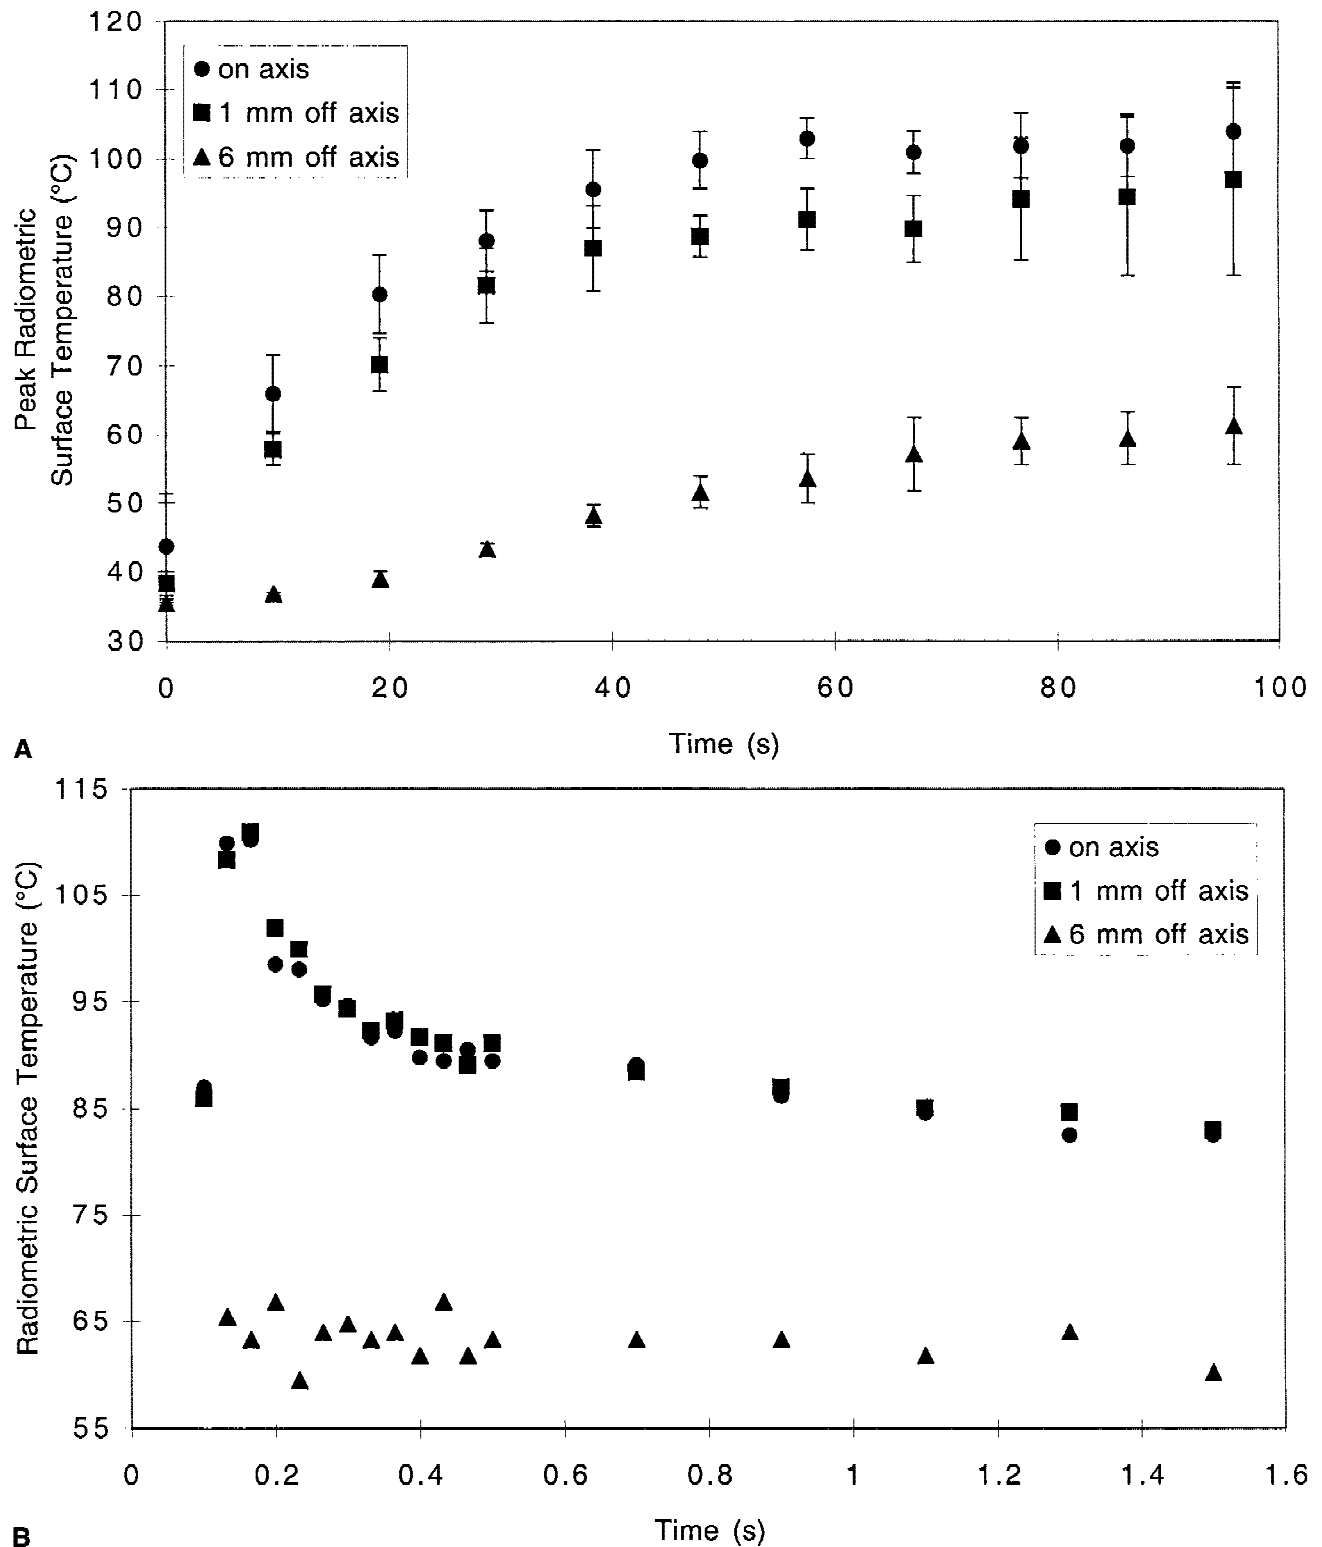 120
110
100
90
80
70
60
50
40
30
Peak Radiometric
Surface Temperature (°C)
on axis
1 mm off axis
6 mm off axis
0 20 40 60 80 100
Time (s)
A
115
105
95
85
75
65
55
Radiometric Surface Temperature (°C)
on axis
1 mm off axis
6 mm off axis
0 0.2 0.4 0.6 0.8 1 1.2 1.4 1.6
Time (s)
B